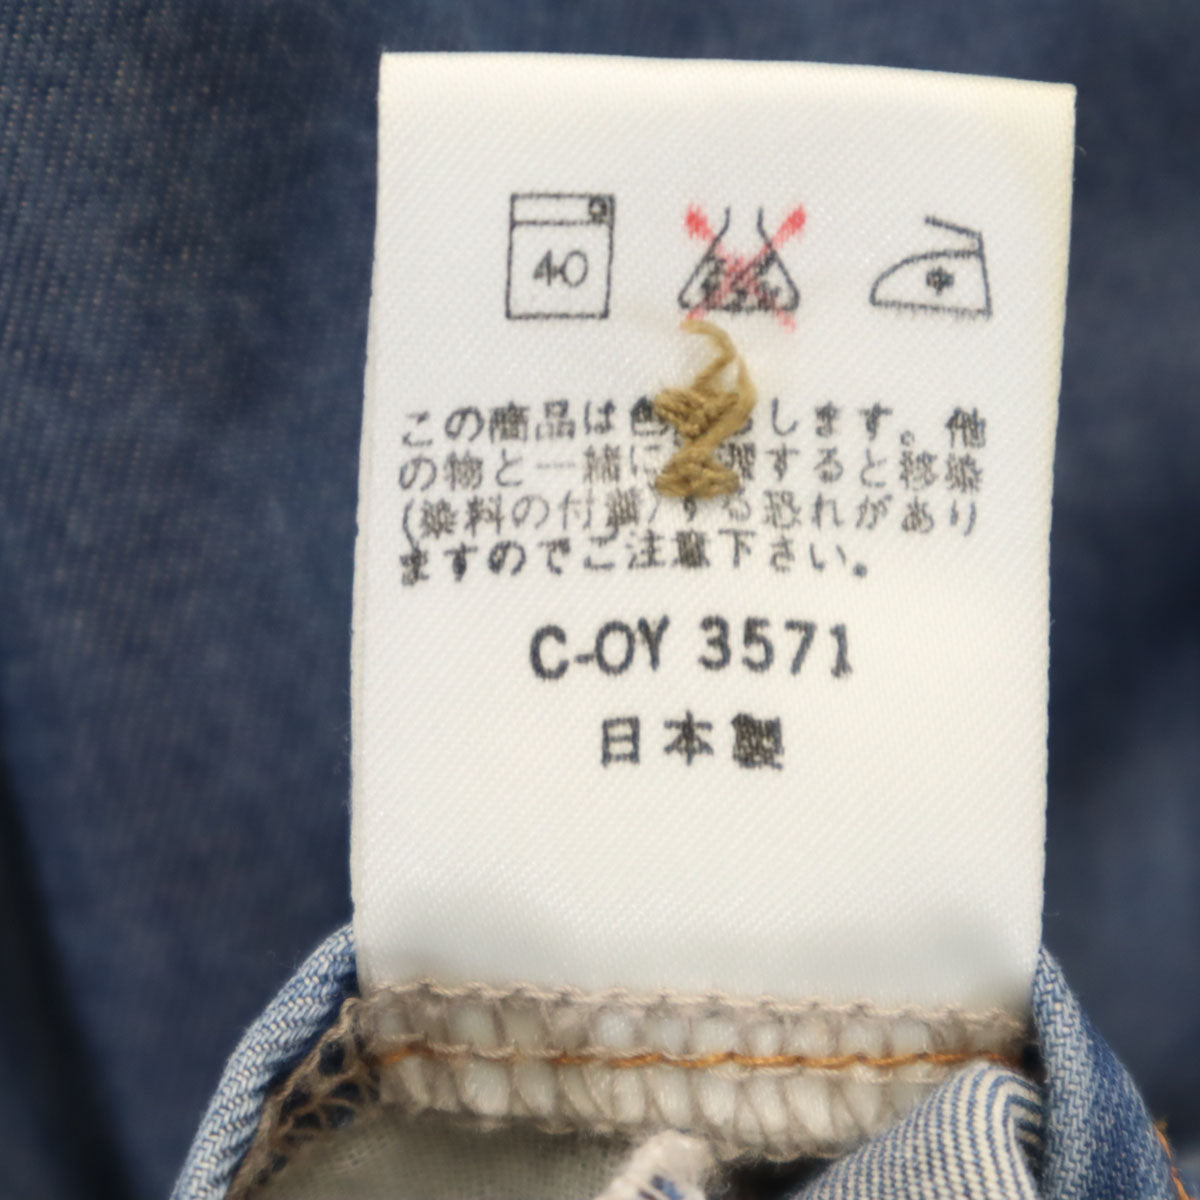 40
中
この商品は色 します。他
の物と一緒に 濯すると移染
(染料の付着)する恐れがあり
ますのでご注意下さい。
C-OY 3571
日本製